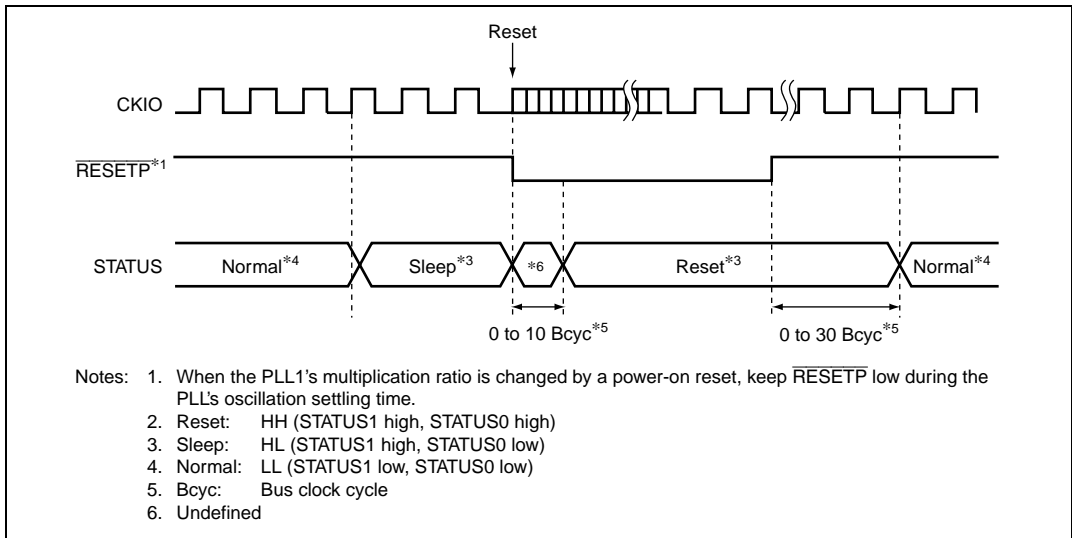 Reset
CKIO
RESETP*1
STATUS
Normal*4
Sleep*3
*6
Reset*3
Normal*4
0 to 10 Bcyc*5
0 to 30 Bcyc*5
Notes: 1. When the PLL1's multiplication ratio is changed by a power-on reset, keep RESETP low during the
PLL's oscillation settling time.
2. Reset: HH (STATUS1 high, STATUS0 high)
3. Sleep: HL (STATUS1 high, STATUS0 low)
4. Normal: LL (STATUS1 low, STATUS0 low)
5. Bcyc: Bus clock cycle
6. Undefined